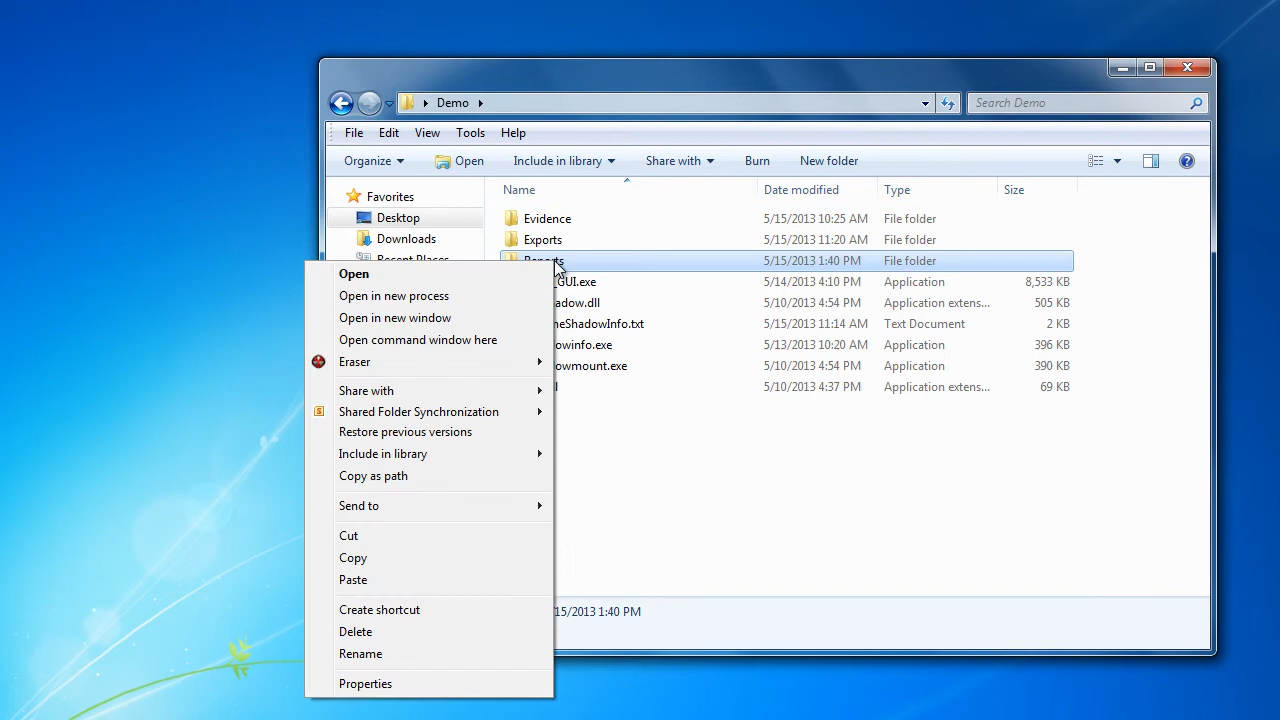 Demo
Search Demo
File Edit View Tools Help
Organize Open Include in library Share with Burn New folder
Name Date modified Type Size
Favorites
Desktop
Downloads
Recent Places
Evidence 5/15/2013 10:25 AM File folder
Exports 5/15/2013 11:20 AM File folder
Reports 5/15/2013 1:40 PM File folder
_GUI.exe 5/14/2013 4:10 PM Application 8,533 KB
adow.dll 5/10/2013 4:54 PM Application extens... 505 KB
neShadowInfo.txt 5/15/2013 11:14 AM Text Document 2 KB
owinfo.exe 5/13/2013 10:20 AM Application 396 KB
owmount.exe 5/10/2013 4:54 PM Application 390 KB
5/10/2013 4:37 PM Application extens... 69 KB
Open
Open in new process
Open in new window
Open command window here
Eraser
Share with
Shared Folder Synchronization
Restore previous versions
Include in library
Copy as path
Send to
Cut
Copy
Paste
Create shortcut
Delete
Rename
Properties
15/2013 1:40 PM